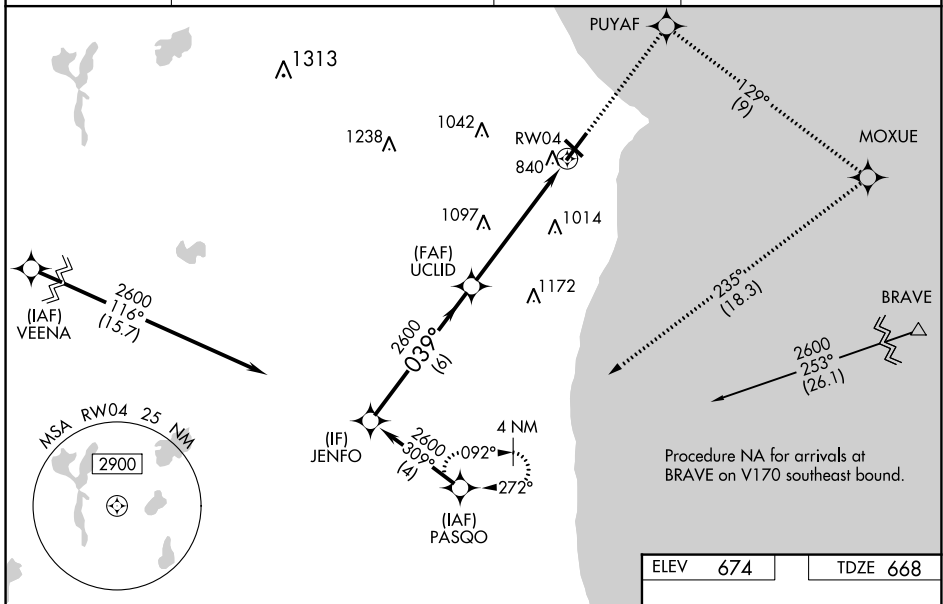 PUYAF
1313
129°
(9)
1042
1238
RW04
840
MOXUE
1097
1014
(FAF)
UCLID
1172
235°
(18.3)
BRAVE
2600
116°
(15.7)
(IAF)
VEENA
2600
039°
(6)
2600
253°
(26.1)
MSA RW04 25 NM
2900
(IF)
JENFO
2600
309°
(4)
4 NM
092°
272°
(IAF)
PASQO
Procedure NA for arrivals at
BRAVE on V170 southeast bound.
ELEV 674
TDZE 668